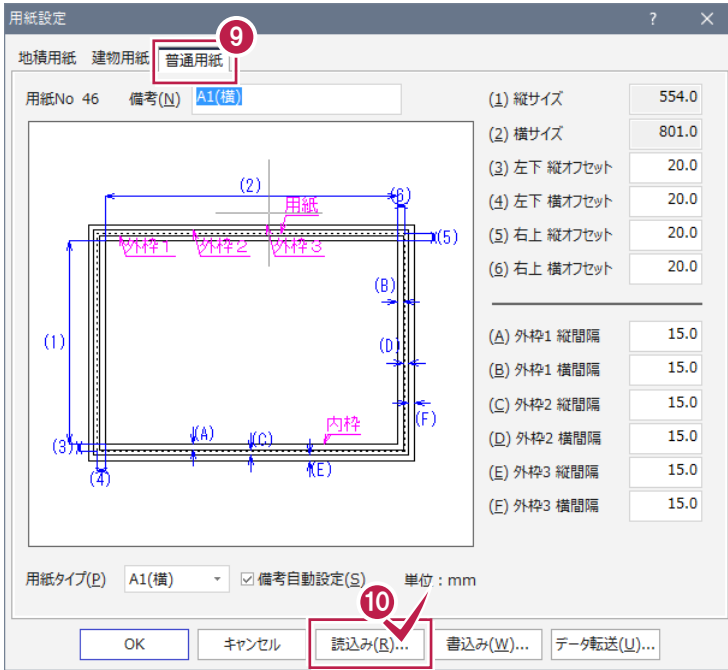 用紙設定 ?
9
地積用紙 建物用紙 普通用紙
用紙No 46 備考(N) A1(横)
(1) 縦サイズ 554.0
(2) 横サイズ 801.0
(3) 左下 縦オフセット 20.0
(4) 左下 横オフセット 20.0
(5) 右上 縦オフセット 20.0
(6) 右上 横オフセット 20.0
(A) 外枠1 縦間隔 15.0
(B) 外枠1 横間隔 15.0
(C) 外枠2 縦間隔 15.0
(D) 外枠2 横間隔 15.0
(E) 外枠3 縦間隔 15.0
(F) 外枠3 横間隔 15.0
(2)
(6)
用紙
外枠1 外枠2 外枠3
(5)
(B)
(1)
(D)
内枠
(F)
(A)
(C)
(3)
(E)
(4)
用紙タイプ(P) A1(横) 備考自動設定(S) 単位:mm
10
OK キャンセル 読込み(R)... 書込み(W)... データ転送(U)...